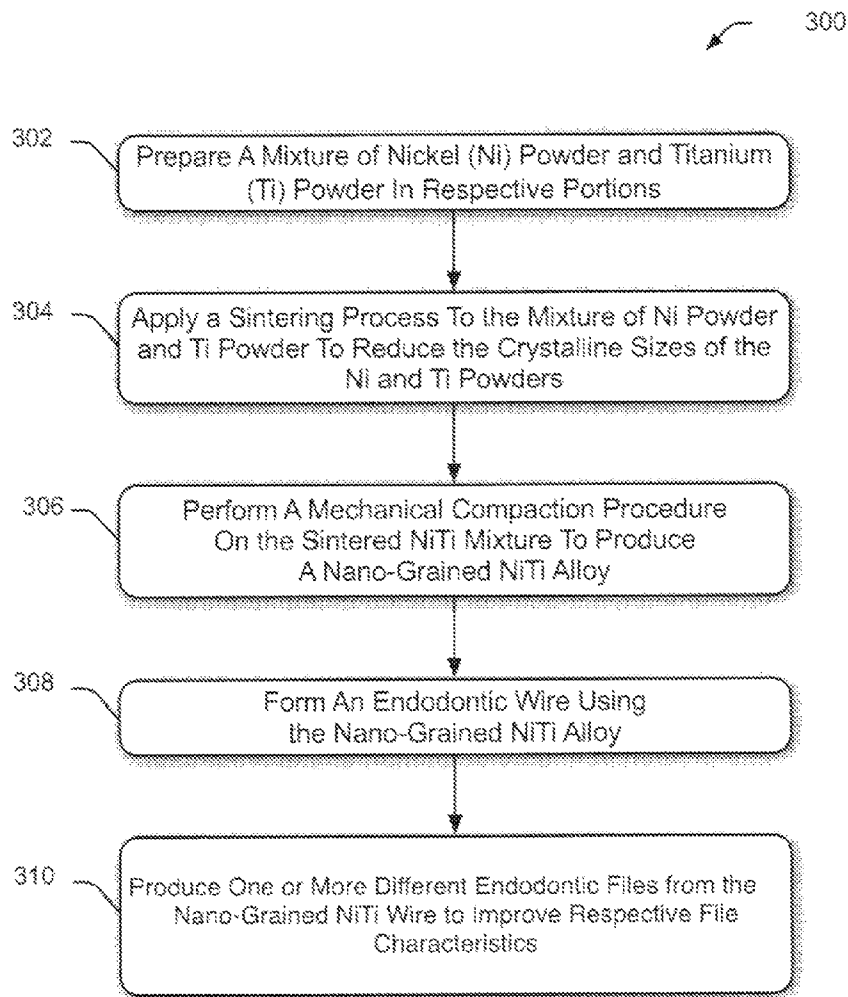 300
302
Prepare A Mixture of Nickel (Ni) Powder and Titanium
(Ti) Powder In Respective Portions
304
Apply a Sintering Process To the Mixture of Ni Powder
and Ti Powder To Reduce the Crystalline Sizes of the
Ni and Ti Powders
306
Perform A Mechanical Compaction Procedure
On the Sintered NiTi Mixture To Produce
A Nano-Grained NiTi Alloy
308
Form An Endodontic Wire Using
the Nano-Grained NiTi Alloy
310
Produce One or More Different Endodontic Files from the
Nano-Grained NiTi Wire to Improve Respective File
Characteristics